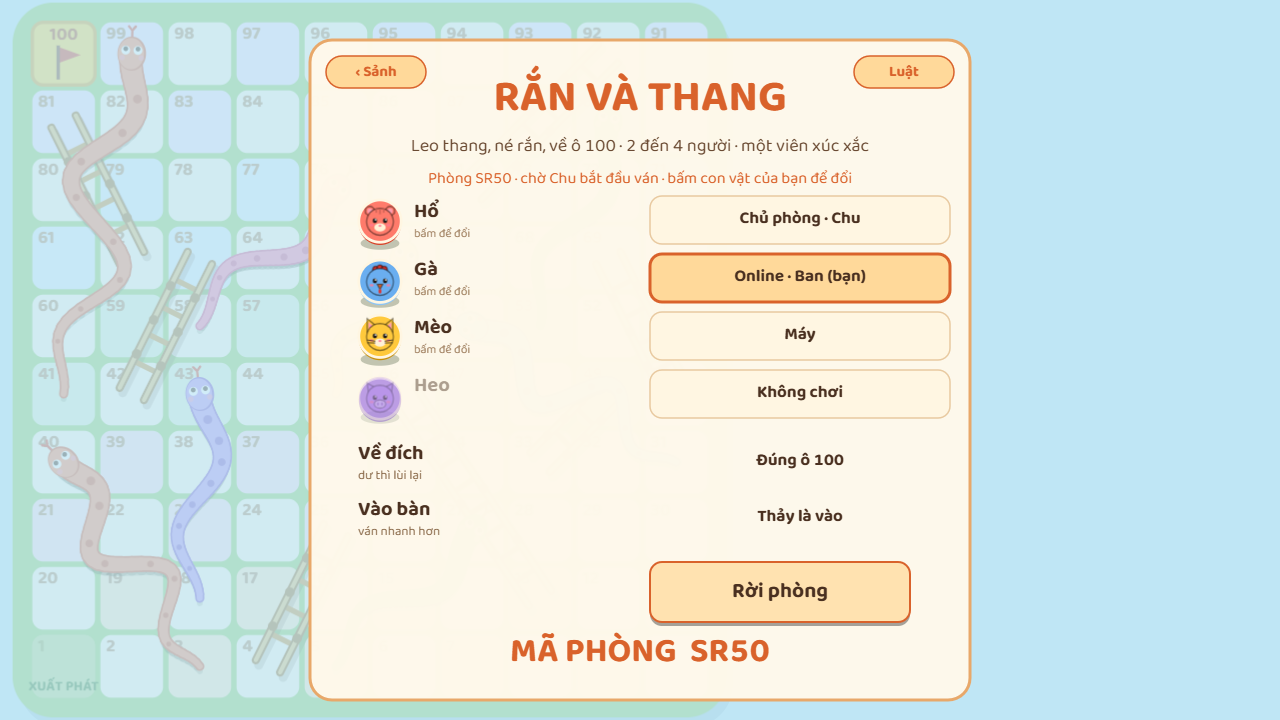 ‹ Sảnh
Luật
RẮN VÀ THANG
Leo thang, né rắn, về ô 100 · 2 đến 4 người · một viên xúc xắc
Phòng SR50 · chờ Chu bắt đầu ván · bấm con vật của bạn để đổi
Hổ
bấm để đổi
Chủ phòng · Chu
Gà
bấm để đổi
Online · Ban (bạn)
Mèo
bấm để đổi
Máy
Heo
Không chơi
Về đích
dư thì lùi lại
Đúng ô 100
Vào bàn
ván nhanh hơn
Thảy là vào
Rời phòng
MÃ PHÒNG SR50
100 99 98 97 96 95 94 93 92 91
81 82 83 84
80 79 78 77
61 63 64
60 59 58 57
41 43 44
40 39 38 37
21 22 24
20 19 17
1 2 3 4
XUẤT PHÁT